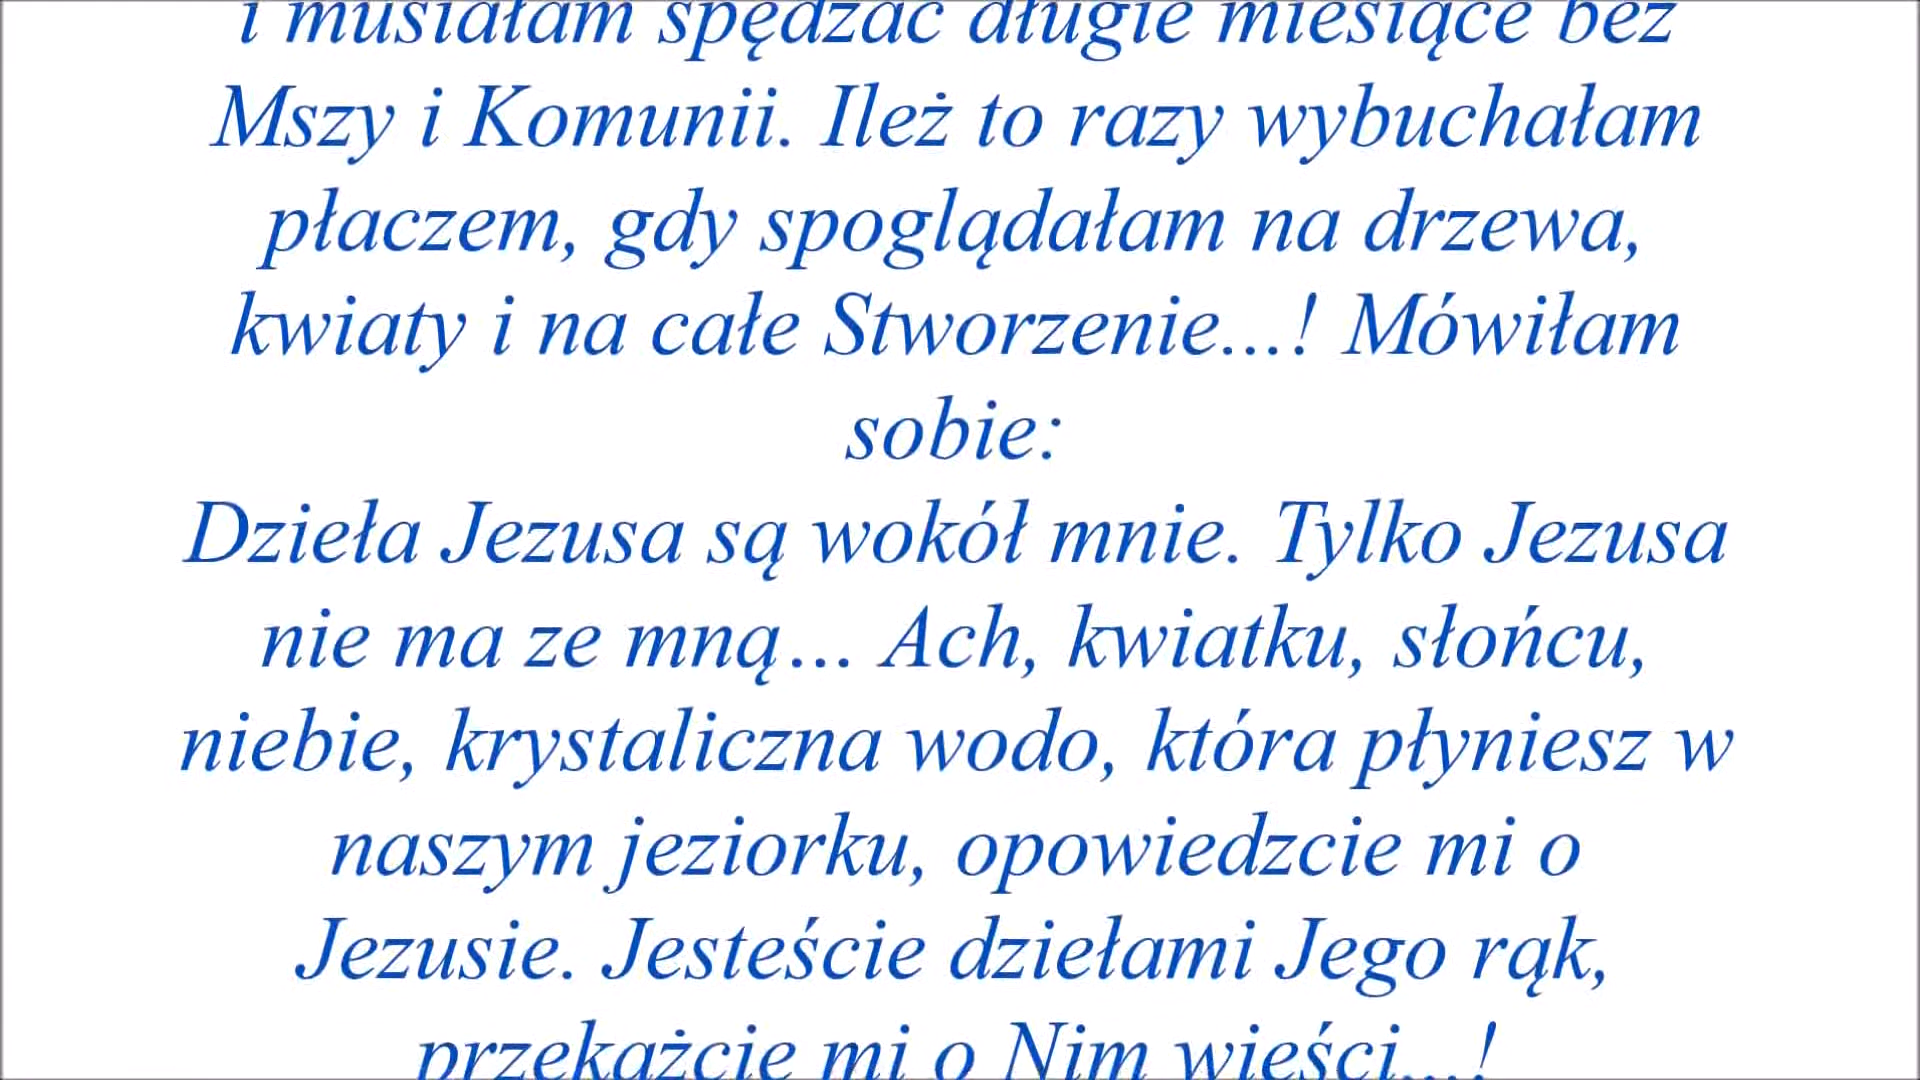 i musiałam spędzać długie miesiące bez
Mszy i Komunii. Ileż to razy wybuchałam
płaczem, gdy spoglądałam na drzewa,
kwiaty i na całe Stworzenie...! Mówiłam
sobie:
Dzieła Jezusa są wokół mnie. Tylko Jezusa
nie ma ze mną… Ach, kwiatku, słońcu,
niebie, krystaliczna wodo, która płyniesz w
naszym jeziorku, opowiedzcie mi o
Jezusie. Jesteście dziełami Jego rąk,
przekażcie mi o Nim wieści...!